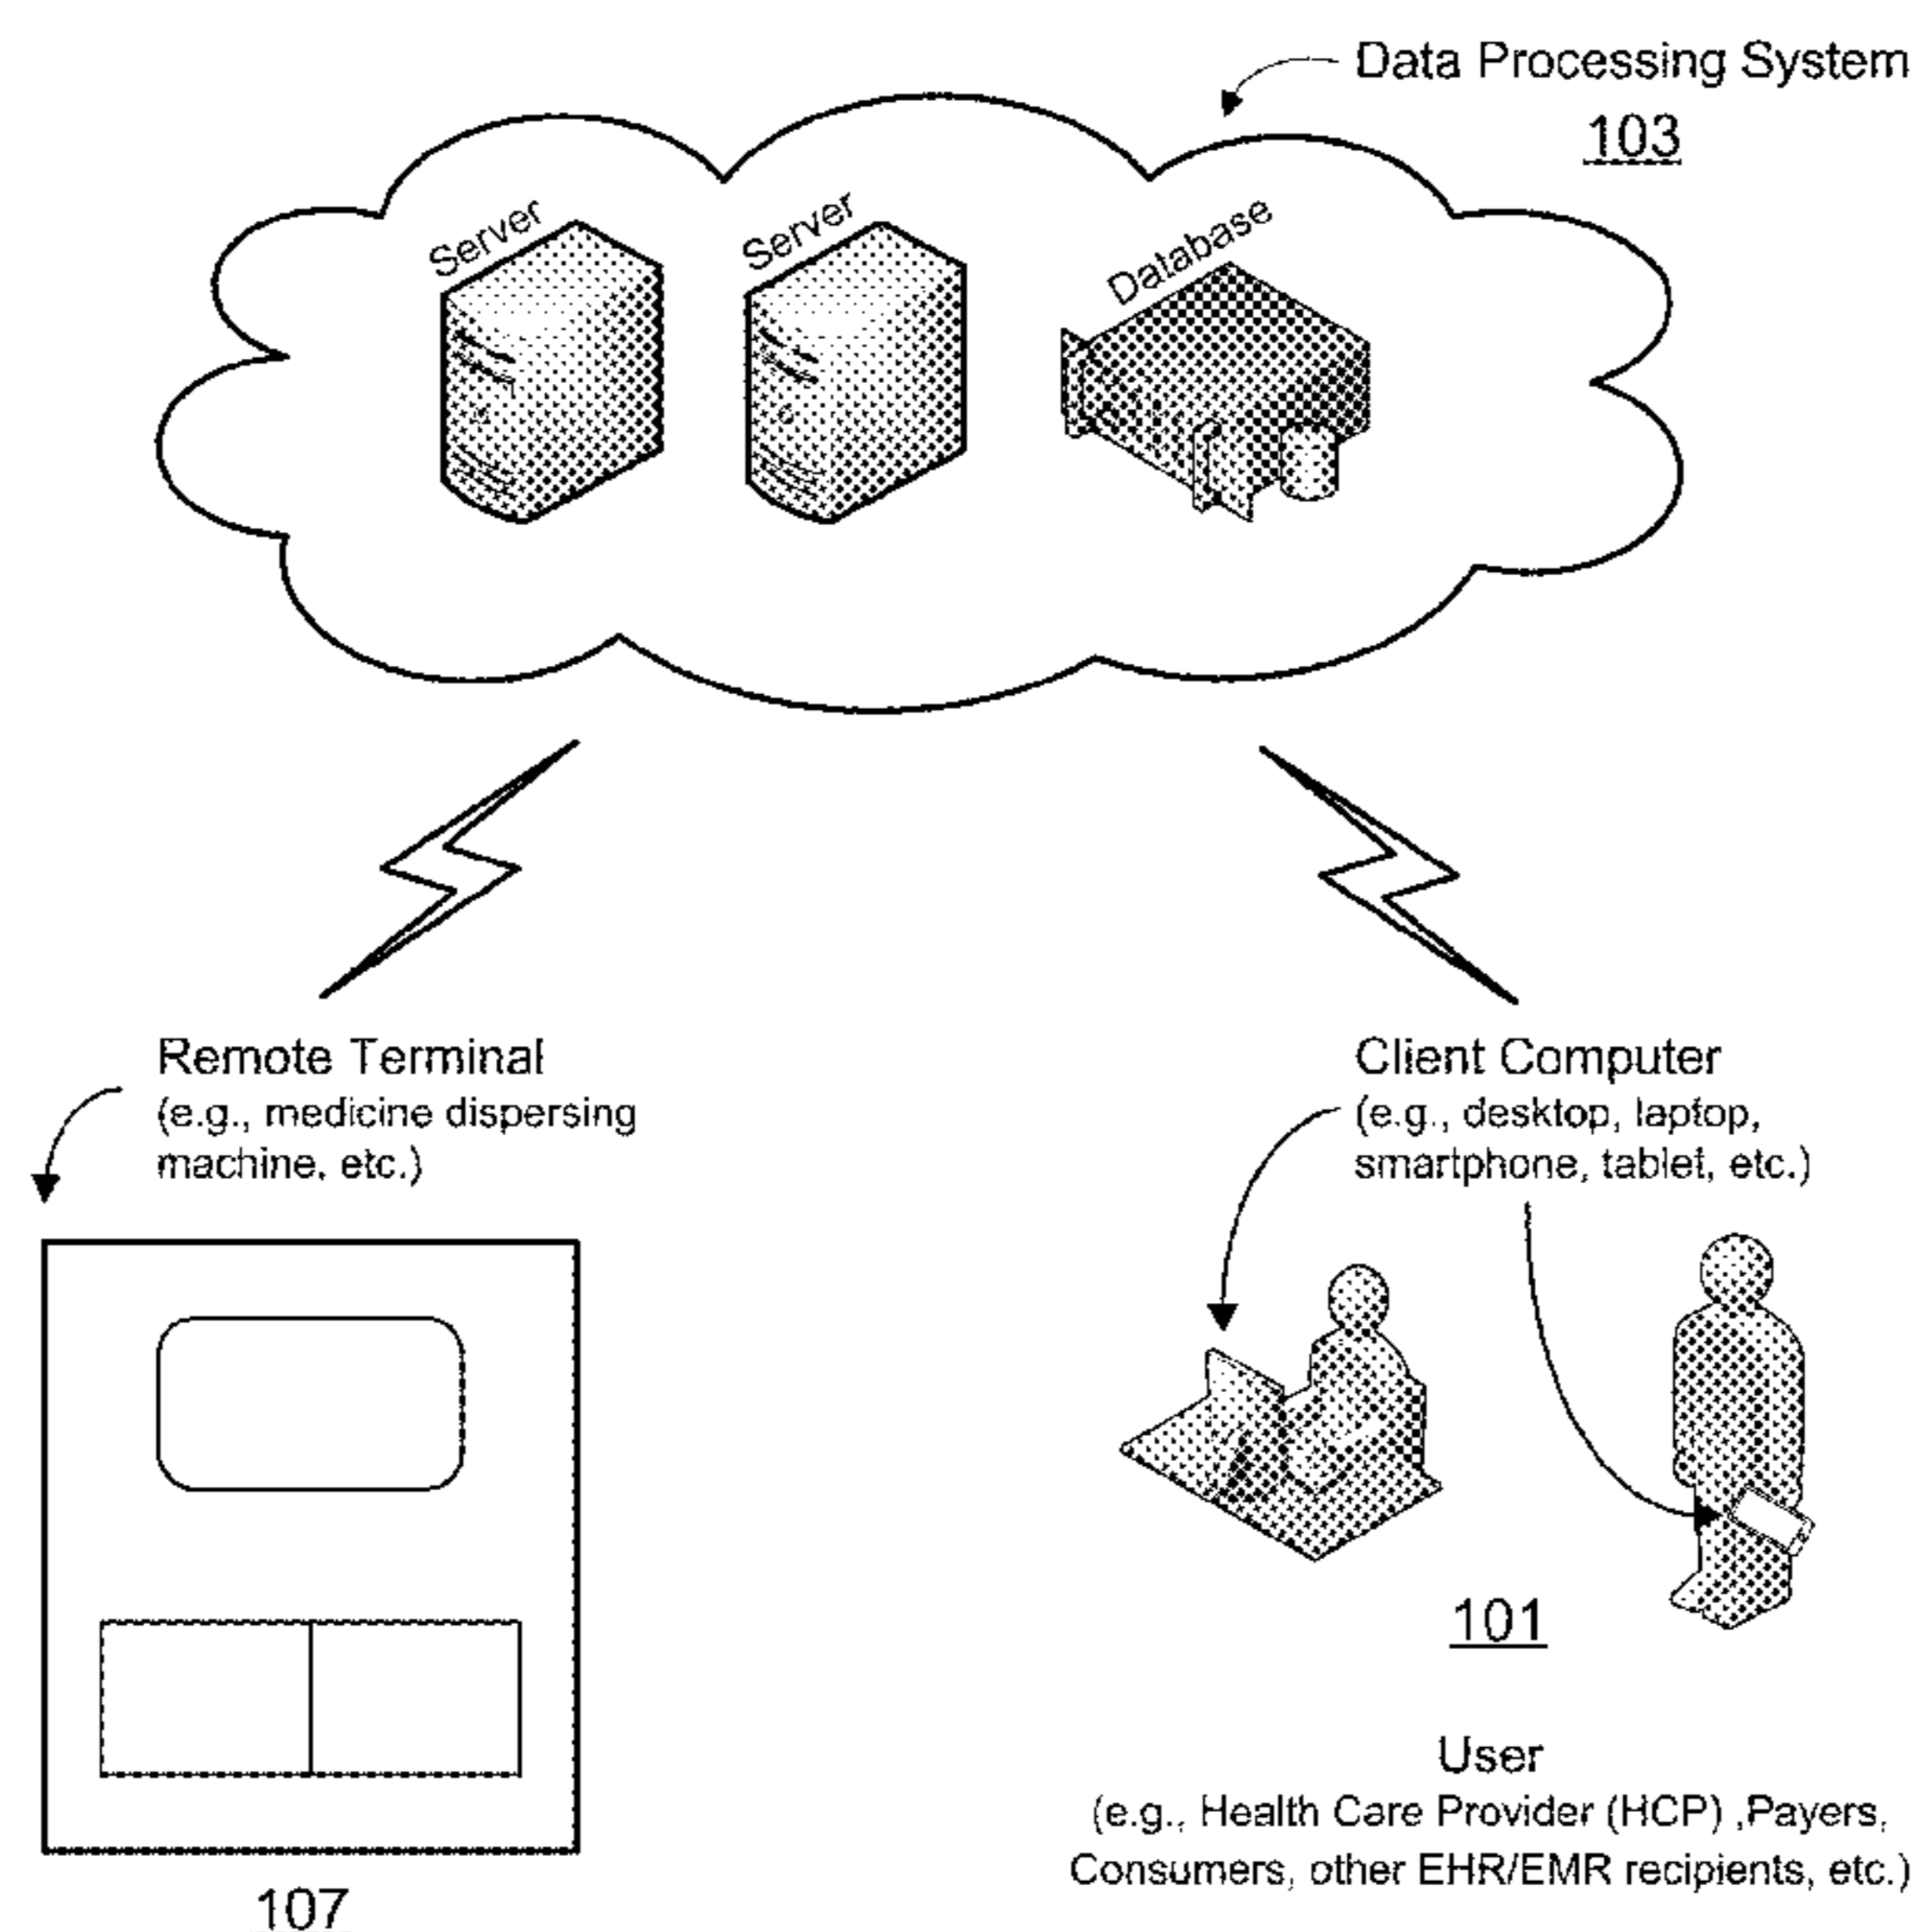 Data Processing System
103
Server
Server
Database
Remote Terminal
(e.g., medicine dispersing
machine, etc.)
Client Computer
(e.g., desktop, laptop,
smartphone, tablet, etc.)
101
User
(e.g., Health Care Provider (HCP) ,Payers,
Consumers, other EHR/EMR recipients, etc.)
107